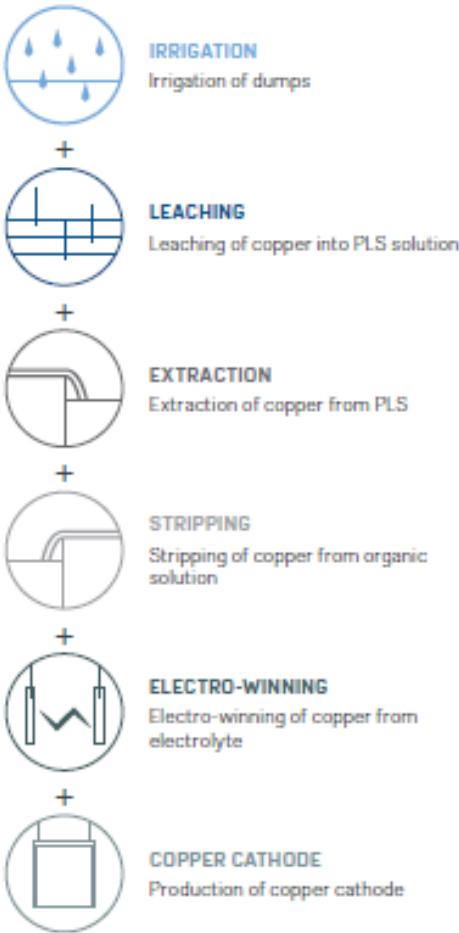 IRRIGATION
Irrigation of dumps
+
LEACHING
Leaching of copper into PLS solution
+
EXTRACTION
Extraction of copper from PLS
+
STRIPPING
Stripping of copper from organic
solution
+
ELECTRO-WINNING
Electro-winning of copper from
electrolyte
+
COPPER CATHODE
Production of copper cathode